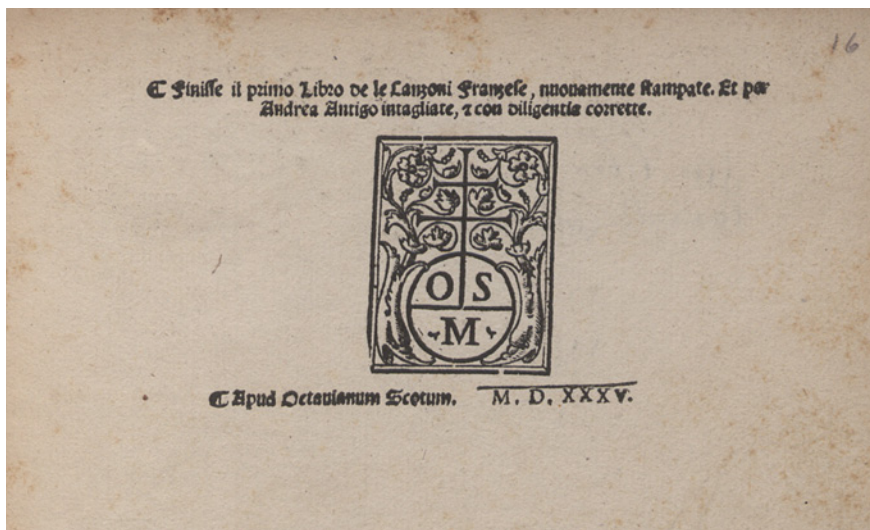 16
¶ Finisse il primo Libro de le Canzoni Franzese, nuouamente stampate. Et per
Andrea Antigo intagliate, ⁊ con diligentia corrette.
O S
M
¶ Apud Octauianum Scotum. M. D. XXXV.